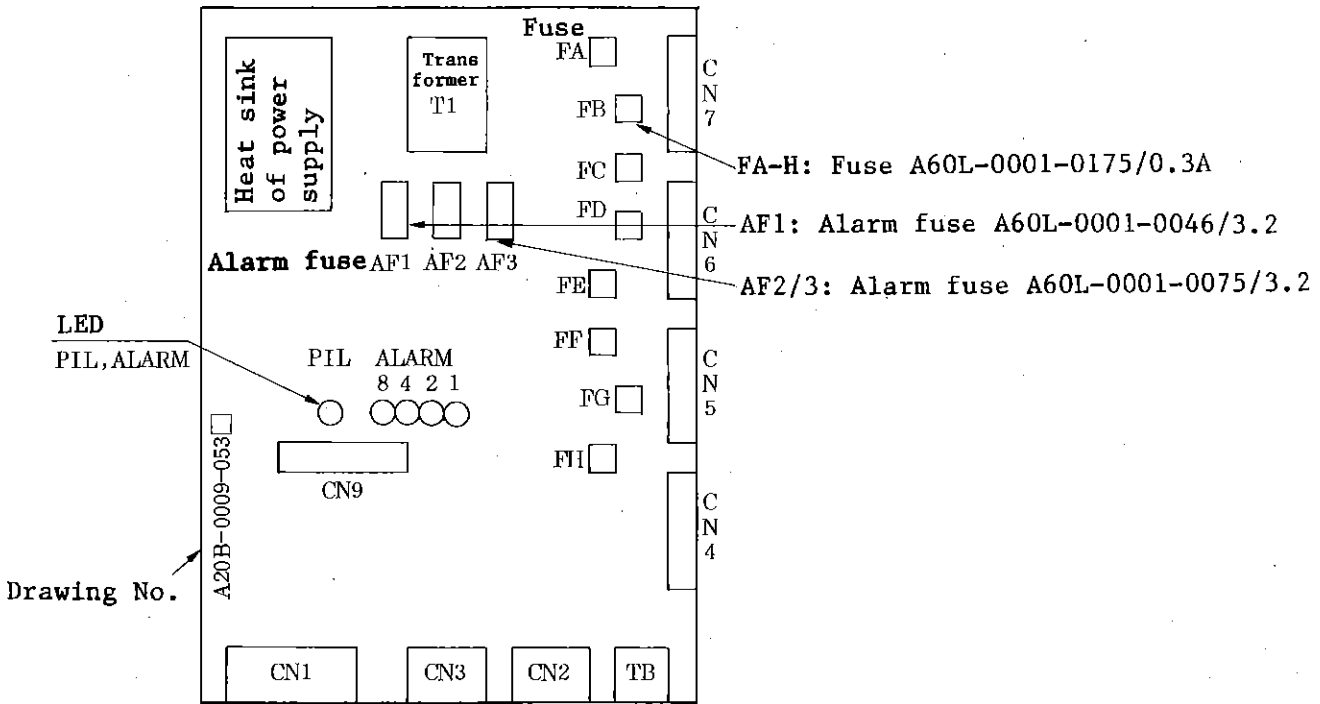 Fuse
FA
Heat sink
of power
supply
Trans
former
T1
C
N
7
FB
FA-H: Fuse A60L-0001-0175/0.3A
FC
FD
C
N
6
AF1: Alarm fuse A60L-0001-0046/3.2
Alarm fuse AF1 AF2 AF3
FE
AF2/3: Alarm fuse A60L-0001-0075/3.2
LED
PIL, ALARM
PIL ALARM
8 4 2 1
FF
C
N
5
FG
A20B-0009-053□
FH
CN9
C
N
4
Drawing No.
CN1
CN3
CN2
TB